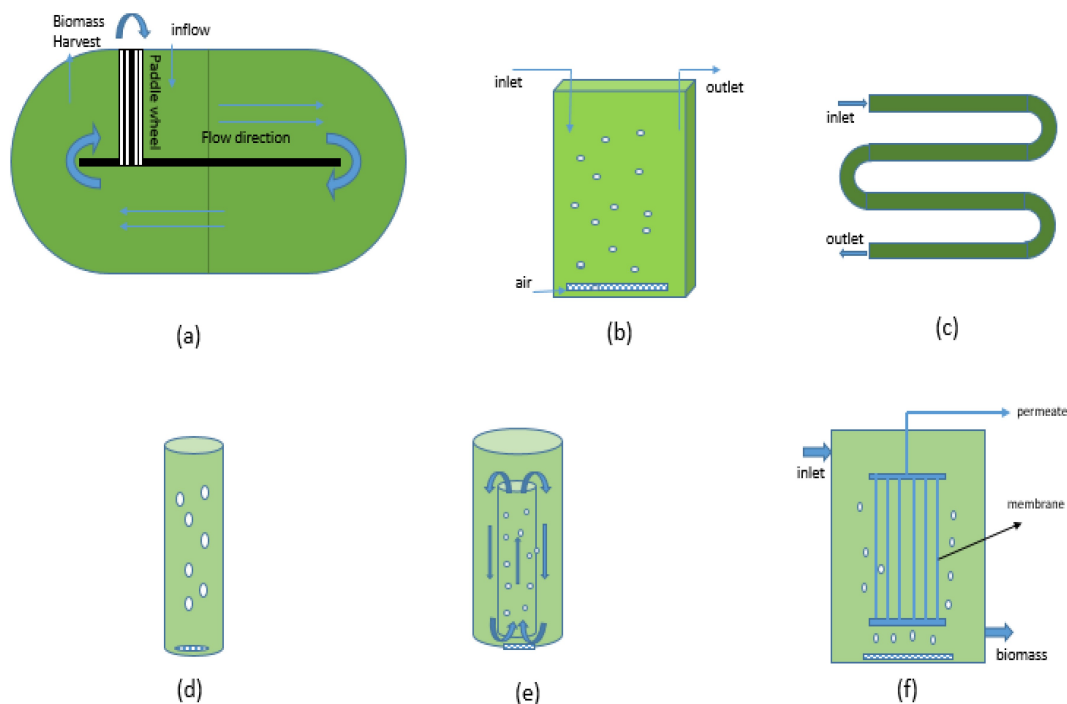 Biomass
Harvest
inflow
Paddle wheel
Flow direction
(a)
inlet
outlet
air
(b)
inlet
outlet
(c)
(d)
(e)
permeate
inlet
membrane
biomass
(f)